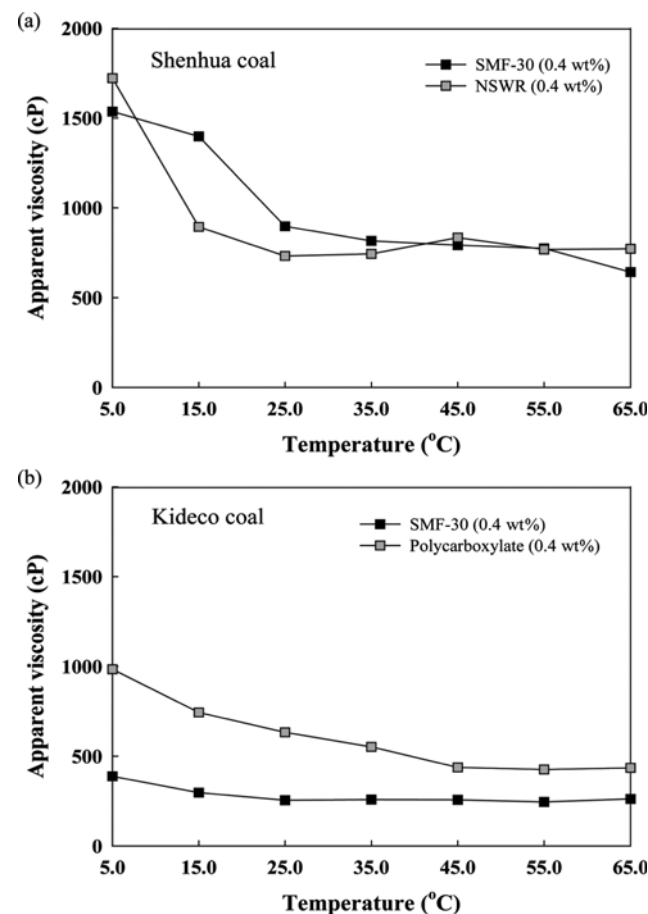 (a)
2000
1500
1000
500
0
Apparent viscosity (cP)
Shenhua coal
SMF-30 (0.4 wt%)
NSWR (0.4 wt%)
5.0 15.0 25.0 35.0 45.0 55.0 65.0
Temperature (°C)
(b)
2000
1500
1000
500
0
Apparent viscosity (cP)
Kideco coal
SMF-30 (0.4 wt%)
Polycarboxylate (0.4 wt%)
5.0 15.0 25.0 35.0 45.0 55.0 65.0
Temperature (°C)